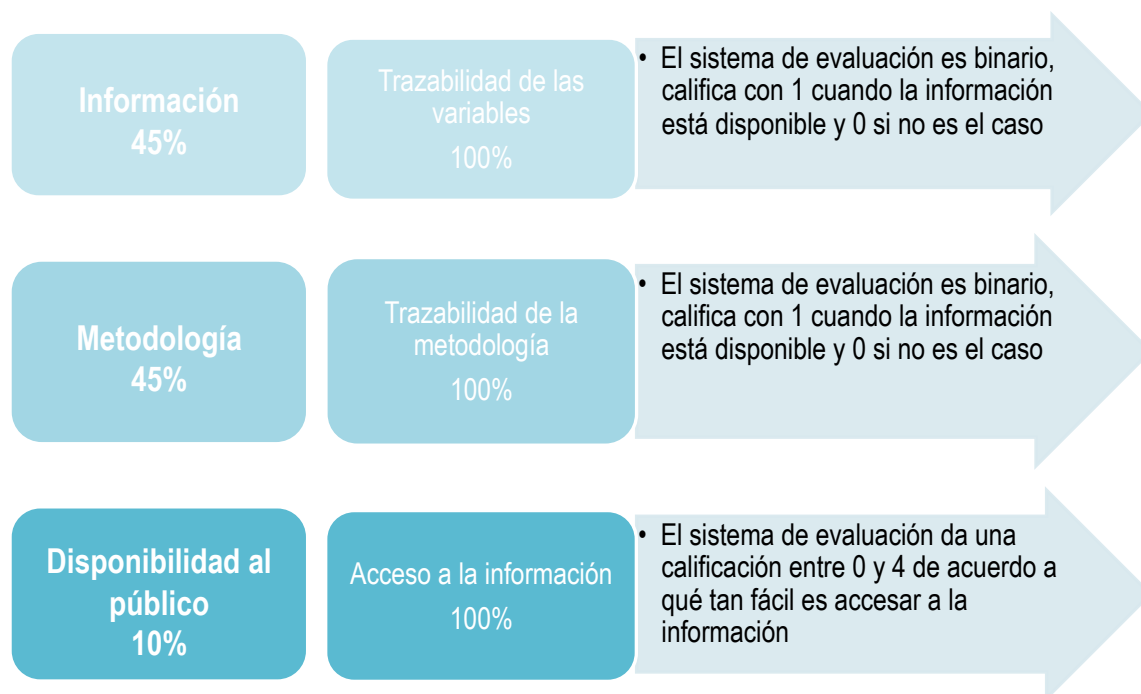 Información
45%
Trazabilidad de las
variables
100%
• El sistema de evaluación es binario,
califica con 1 cuando la información
está disponible y 0 si no es el caso
Metodología
45%
Trazabilidad de la
metodología
100%
• El sistema de evaluación es binario,
califica con 1 cuando la información
está disponible y 0 si no es el caso
Disponibilidad al
público
10%
Acceso a la información
100%
• El sistema de evaluación da una
calificación entre 0 y 4 de acuerdo a
qué tan fácil es accesar a la
información